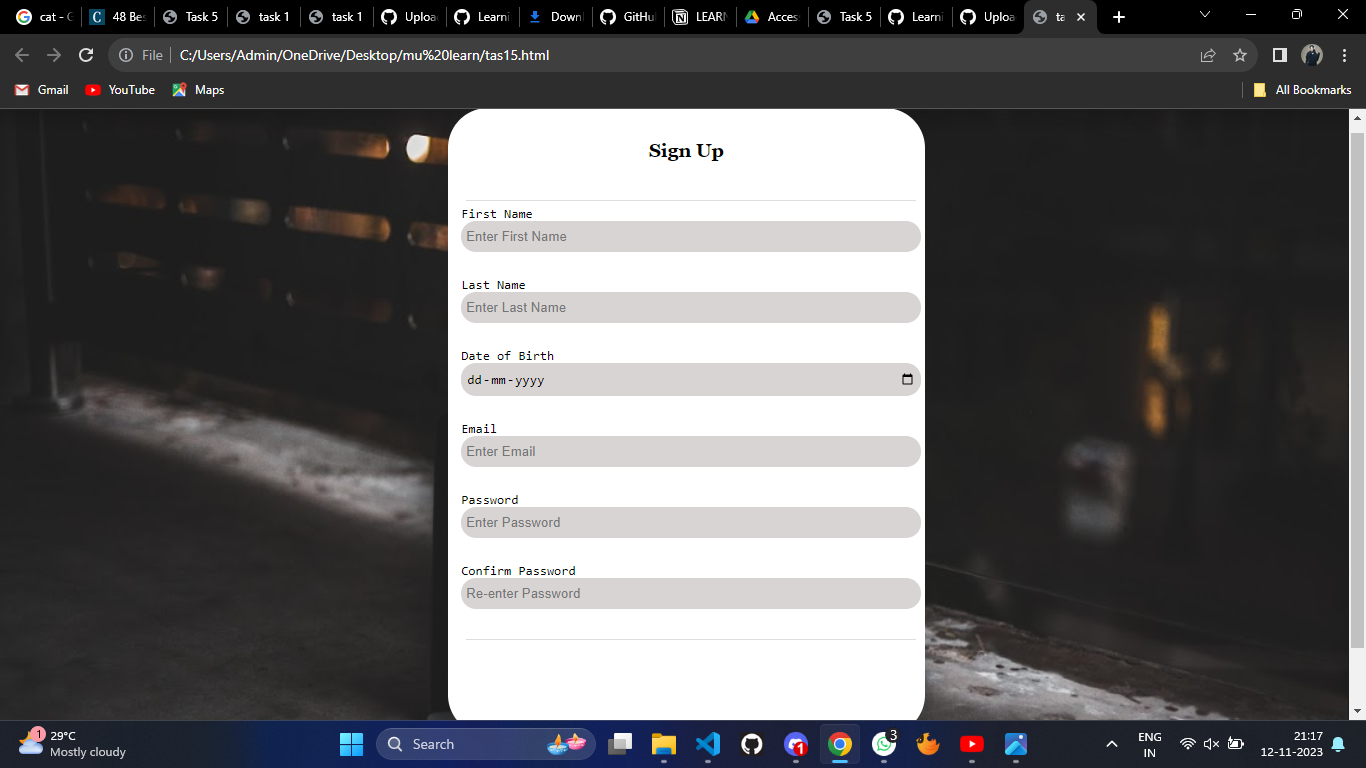 cat - G
48 Bes
Task 5
task 1
task 1
Uploa
Learni
Downl
GitHub
LEARN
Acces
Task 5
Learni
Uploa
ta
File
C:/Users/Admin/OneDrive/Desktop/mu%20learn/tas15.html
Gmail
YouTube
Maps
All Bookmarks
Sign Up
First Name
Enter First Name
Last Name
Enter Last Name
Date of Birth
dd-mm-yyyy
Email
Enter Email
Password
Enter Password
Confirm Password
Re-enter Password
1
29°C
Mostly cloudy
Search
1
3
ENG
IN
21:17
12-11-2023